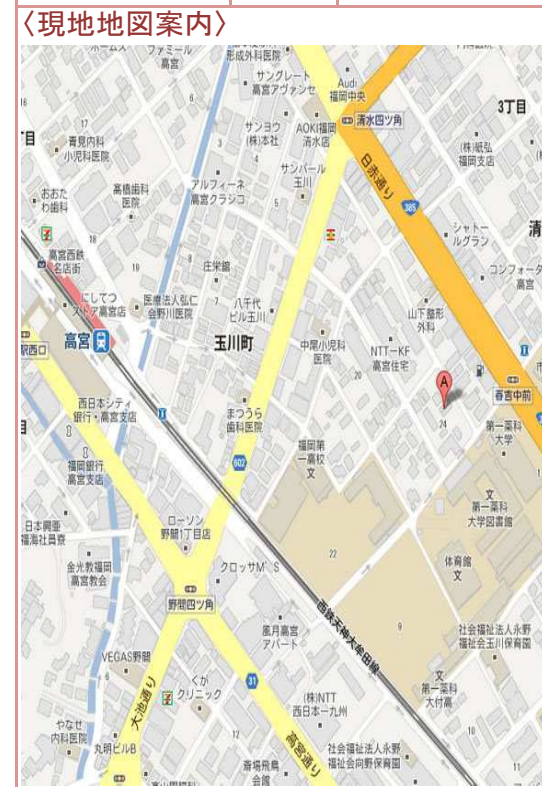 〈現地地図案内〉
ファミール
高宮
形成外科医院
サングレート
高宮アヴァンセ
Audi
福岡中央
清水四ツ角
3丁目
17
青見内科
小児科医院
サンヨウ
(株)本社
AOKI福岡
清水店
(株)紙弘
福岡支店
サンパール
玉川
日赤通り
385
おおた
わ歯科
高橋歯科
医院
アルフィーネ
高宮クラシコ
シャトー
ルグラン
清
高宮西鉄
名店街
庄栄館
コンフォータ
高宮
にしてつ
ストア高宮店
医療法人弘仁
会野川医院
八千代
ビル玉川
山下整形
外科
高宮
玉川町
中尾小児科
医院
NTT-KF
高宮住宅
駅西口
20
A
春吉中前
西日本シティ
銀行・高宮支店
まつうら
歯科医院
24
第一薬科
大学
福岡第
一高校
文
602
福岡銀行
高宮支店
文
第一薬科
大学図書館
ローソン
野間1丁目店
日本興亜
福海社員寮
22
体育館
文
金光教福岡
高宮教会
クロッサM'S
野間四ツ角
西鉄天神大牟田線
9
風月高宮
アパート
社会福祉法人永野
福祉会玉川保育園
VEGAS野間
31
くが
クリニック
大池通り
(株)NTT
西日本一九州
文
第一薬科
大付高
やなせ
内科医院
丸明ビルB
高宮通り
社会福祉法人永野
福祉会向野保育園
斎場飛鳥
会館
10
11